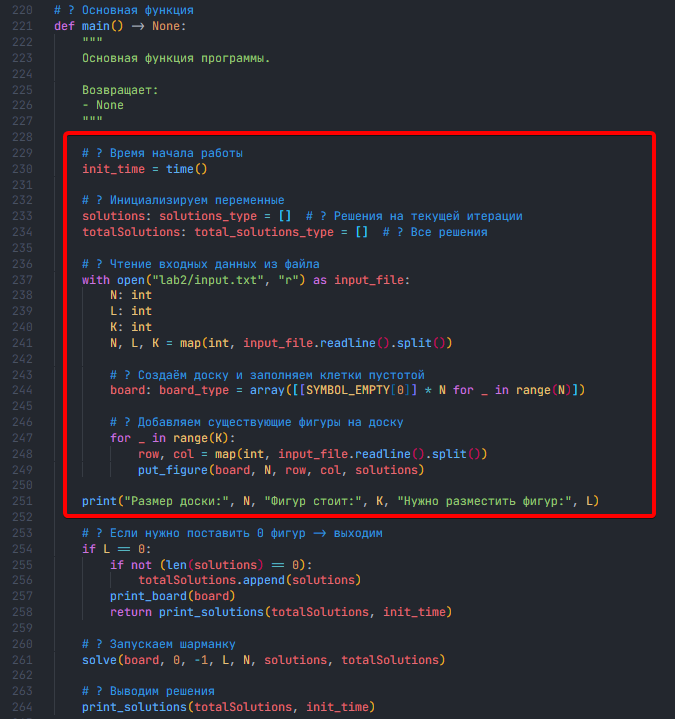 220 # ? Основная функция
221 def main() -> None:
222 """
223 Основная функция программы.
224
225 Возвращает:
226 - None
227 """
228
229 # ? Время начала работы
230 init_time = time()
231
232 # ? Инициализируем переменные
233 solutions: solutions_type = [] # ? Решения на текущей итерации
234 totalSolutions: total_solutions_type = [] # ? Все решения
235
236 # ? Чтение входных данных из файла
237 with open("lab2/input.txt", "r") as input_file:
238 N: int
239 L: int
240 K: int
241 N, L, K = map(int, input_file.readline().split())
242
243 # ? Создаём доску и заполняем клетки пустотой
244 board: board_type = array([[SYMBOL_EMPTY[0]] * N for _ in range(N)])
245
246 # ? Добавляем существующие фигуры на доску
247 for _ in range(K):
248 row, col = map(int, input_file.readline().split())
249 put_figure(board, N, row, col, solutions)
250
251 print("Размер доски:", N, "Фигур стоит:", K, "Нужно разместить фигур:", L)
252
253 # ? Если нужно поставить 0 фигур -> выходим
254 if L == 0:
255 if not (len(solutions) == 0):
256 totalSolutions.append(solutions)
257 print_board(board)
258 return print_solutions(totalSolutions, init_time)
259
260 # ? Запускаем шарманку
261 solve(board, 0, -1, L, N, solutions, totalSolutions)
262
263 # ? Выводим решения
264 print_solutions(totalSolutions, init_time)